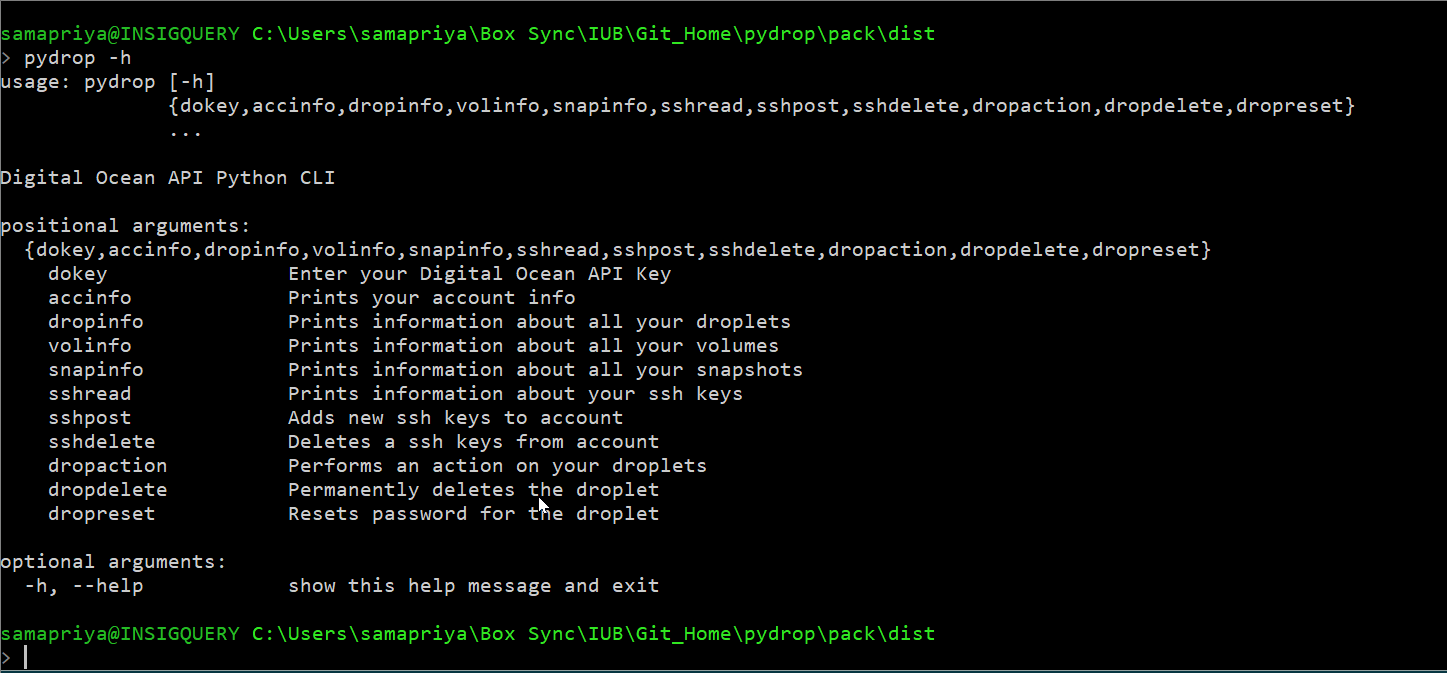 samapriya@INSIGQUERY C:\Users\samapriya\Box Sync\IUB\Git_Home\pydrop\pack\dist
> pydrop -h
usage: pydrop [-h]
              {dokey,accinfo,dropinfo,volinfo,snapinfo,sshread,sshpost,sshdelete,dropaction,dropdelete,dropreset}
              ...
Digital Ocean API Python CLI
positional arguments:
  {dokey,accinfo,dropinfo,volinfo,snapinfo,sshread,sshpost,sshdelete,dropaction,dropdelete,dropreset}
    dokey               Enter your Digital Ocean API Key
    accinfo             Prints your account info
    dropinfo            Prints information about all your droplets
    volinfo             Prints information about all your volumes
    snapinfo            Prints information about all your snapshots
    sshread             Prints information about your ssh keys
    sshpost             Adds new ssh keys to account
    sshdelete           Deletes a ssh keys from account
    dropaction          Performs an action on your droplets
    dropdelete          Permanently deletes the droplet
    dropreset           Resets password for the droplet
optional arguments:
  -h, --help            show this help message and exit
samapriya@INSIGQUERY C:\Users\samapriya\Box Sync\IUB\Git_Home\pydrop\pack\dist
>